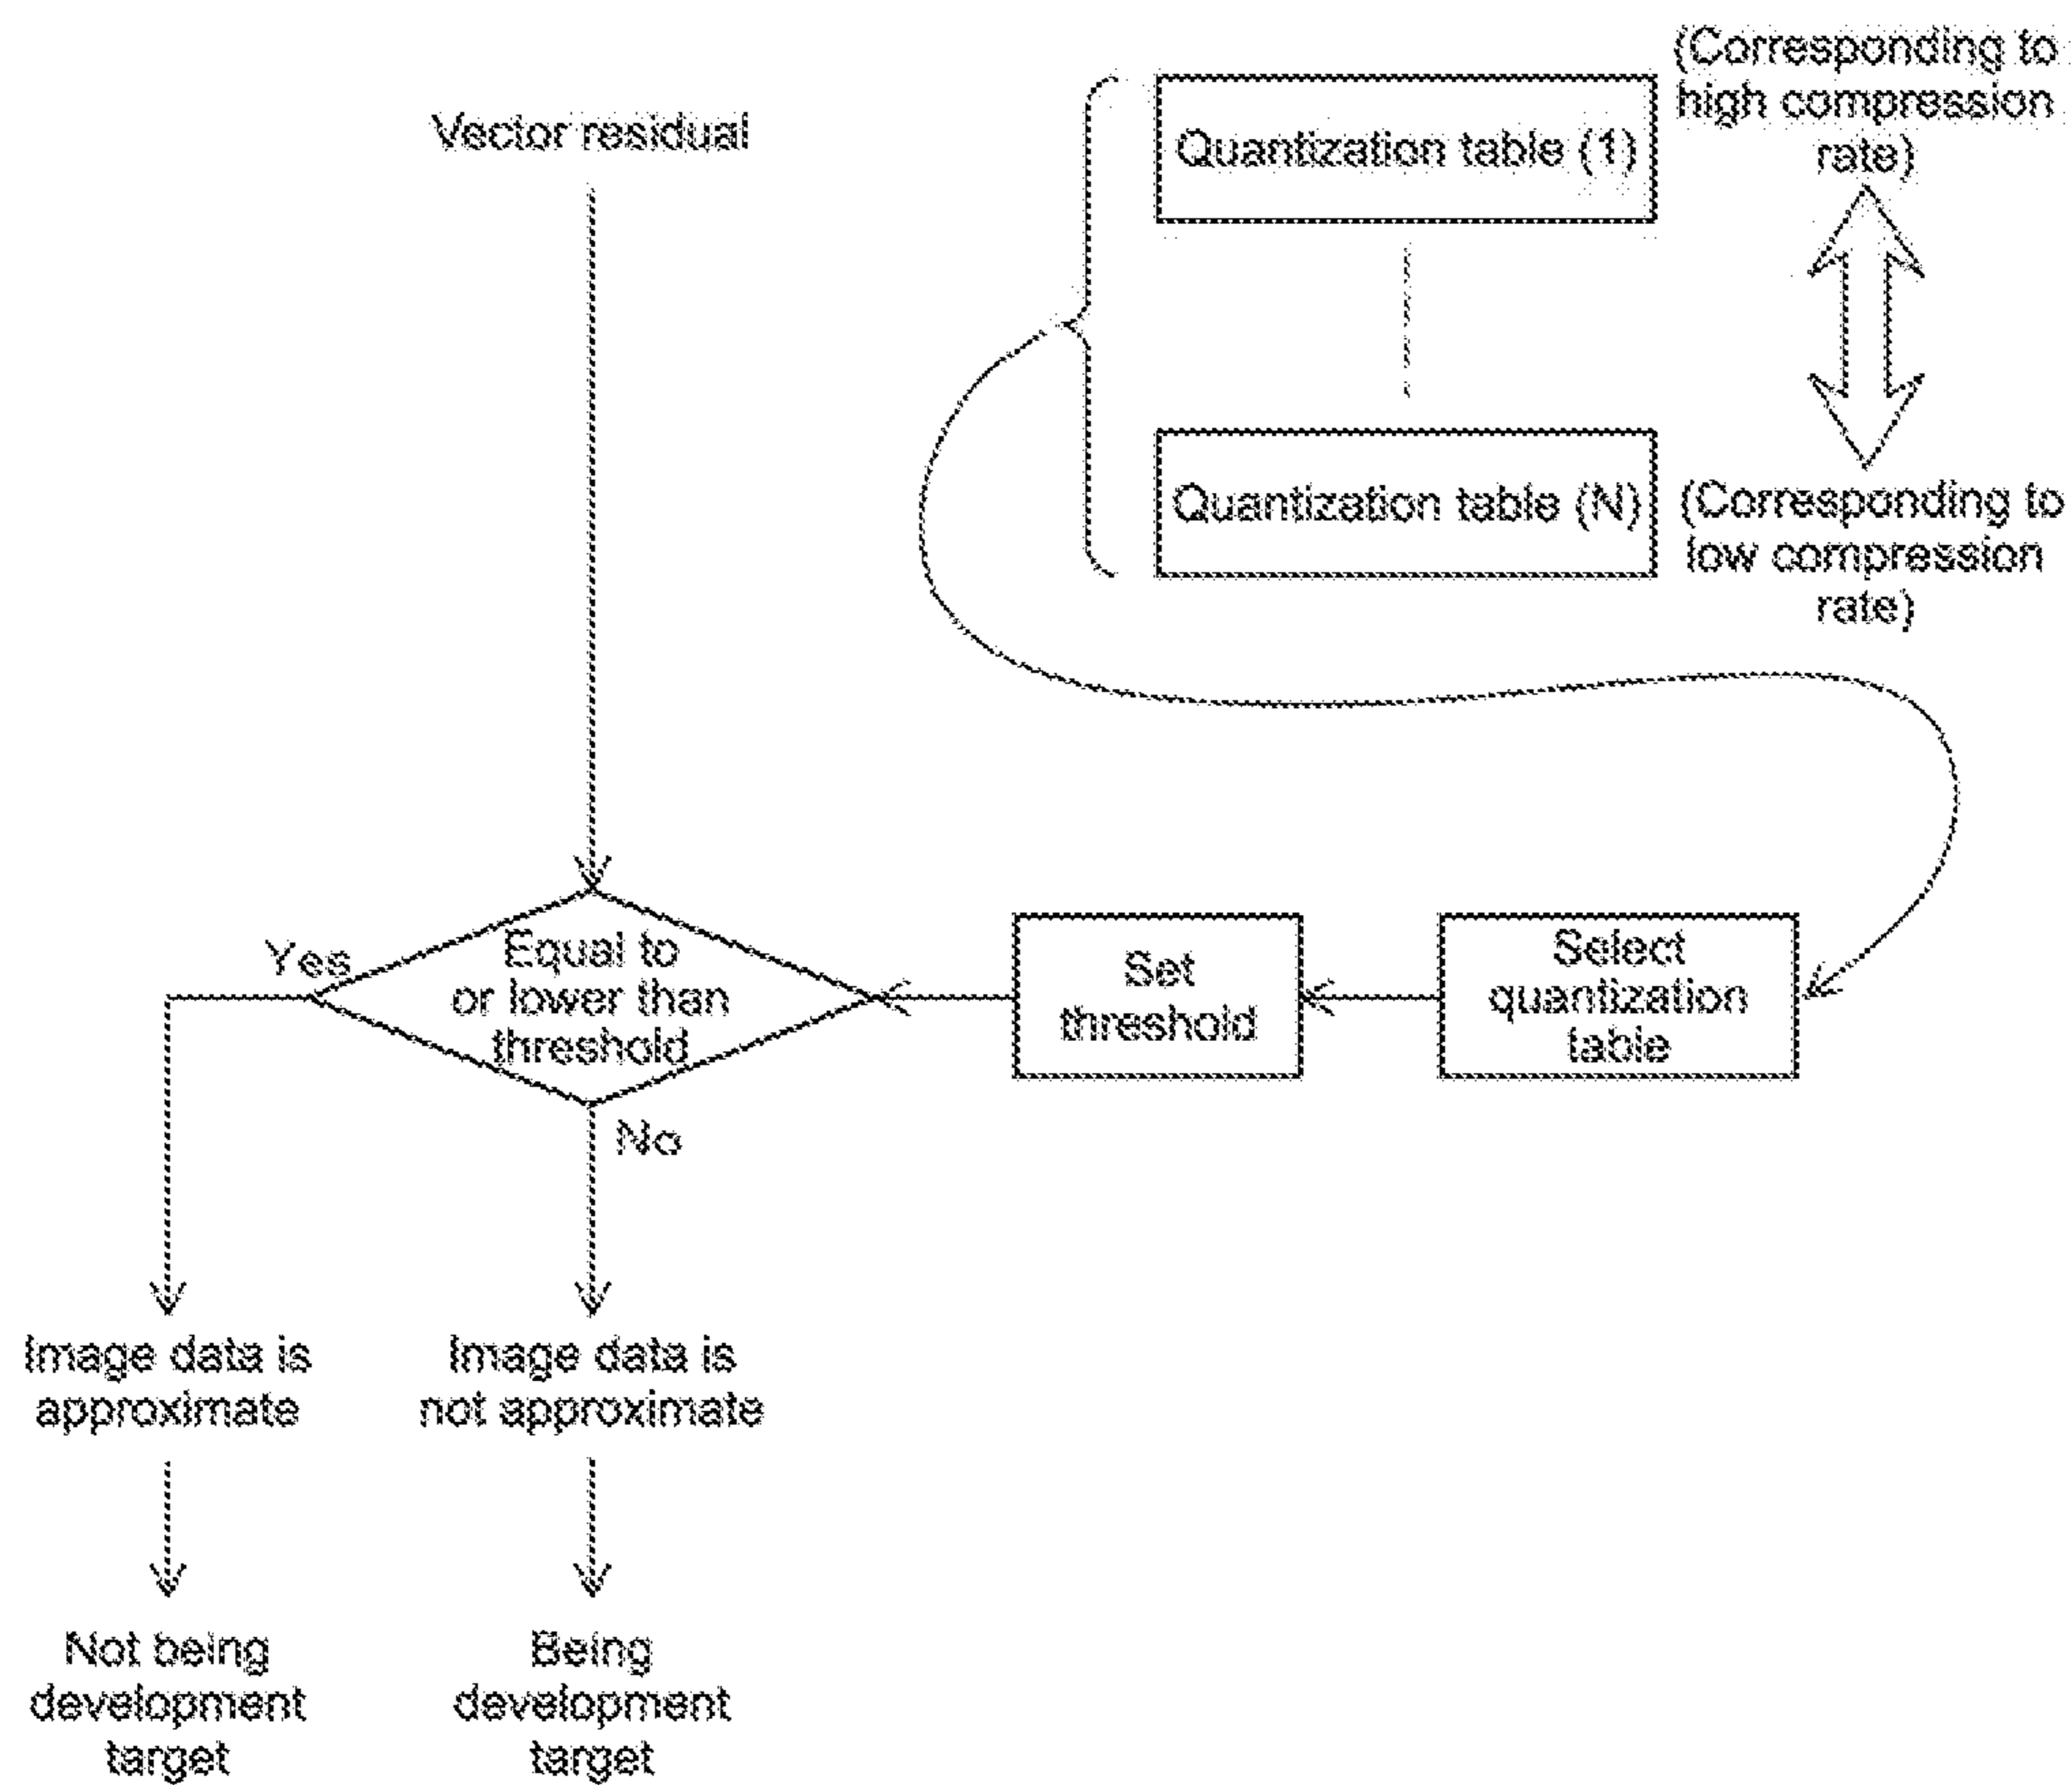 Vector residual
Quantization table (1)
(Corresponding to
high compression
rate)
Quantization table (N)
(Corresponding to
low compression
rate)
Yes
Equal to
or lower than
threshold
No
Set
threshold
Select
quantization
table
Image data is
approximate
Image data is
not approximate
Not being
development
target
Being
development
target